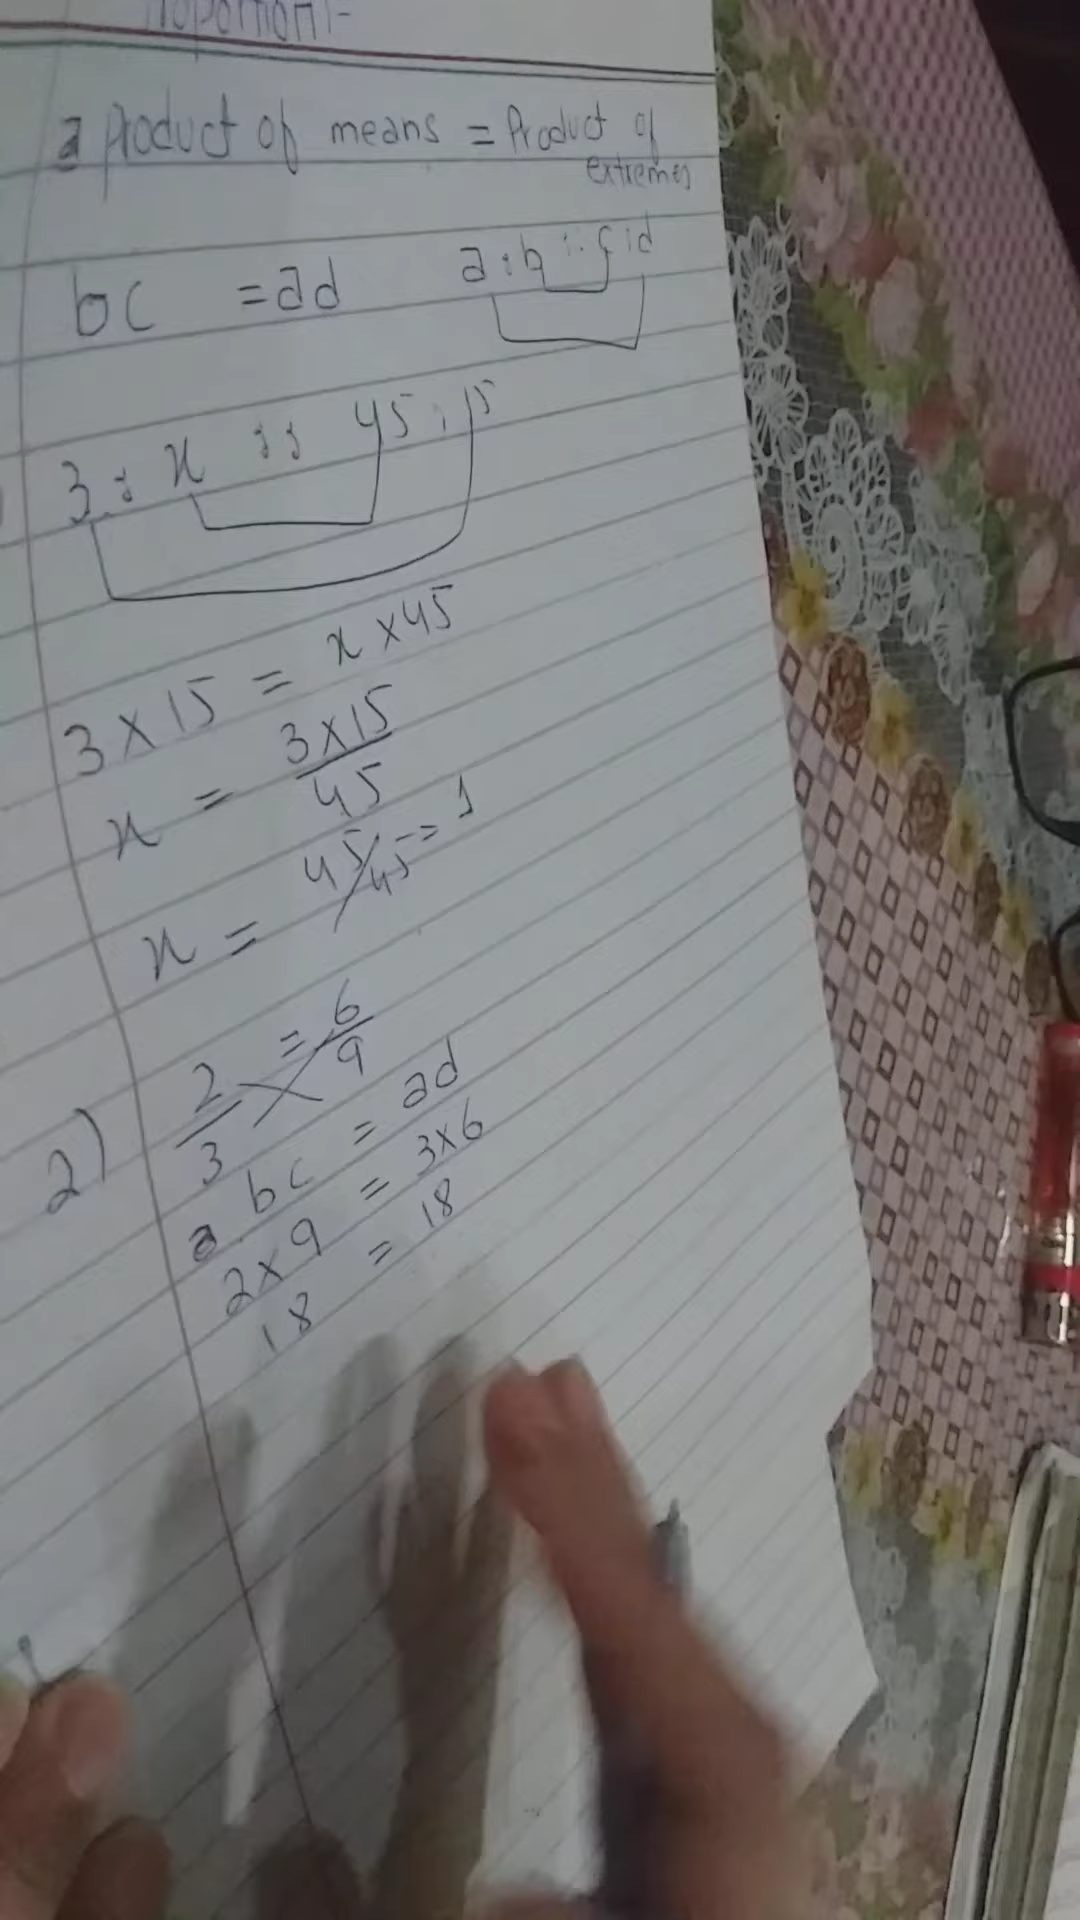 Proportion:-
a product of means = Product of
extremes
bc = ad a:b::c:d
3 : x :: 45 : 15
3 × 15 = x × 45
x = 3×15/45
x = 45/45 = 1
2) 2/3 = 6/9
bc = ad
a 2×9 = 3×6
18 = 18